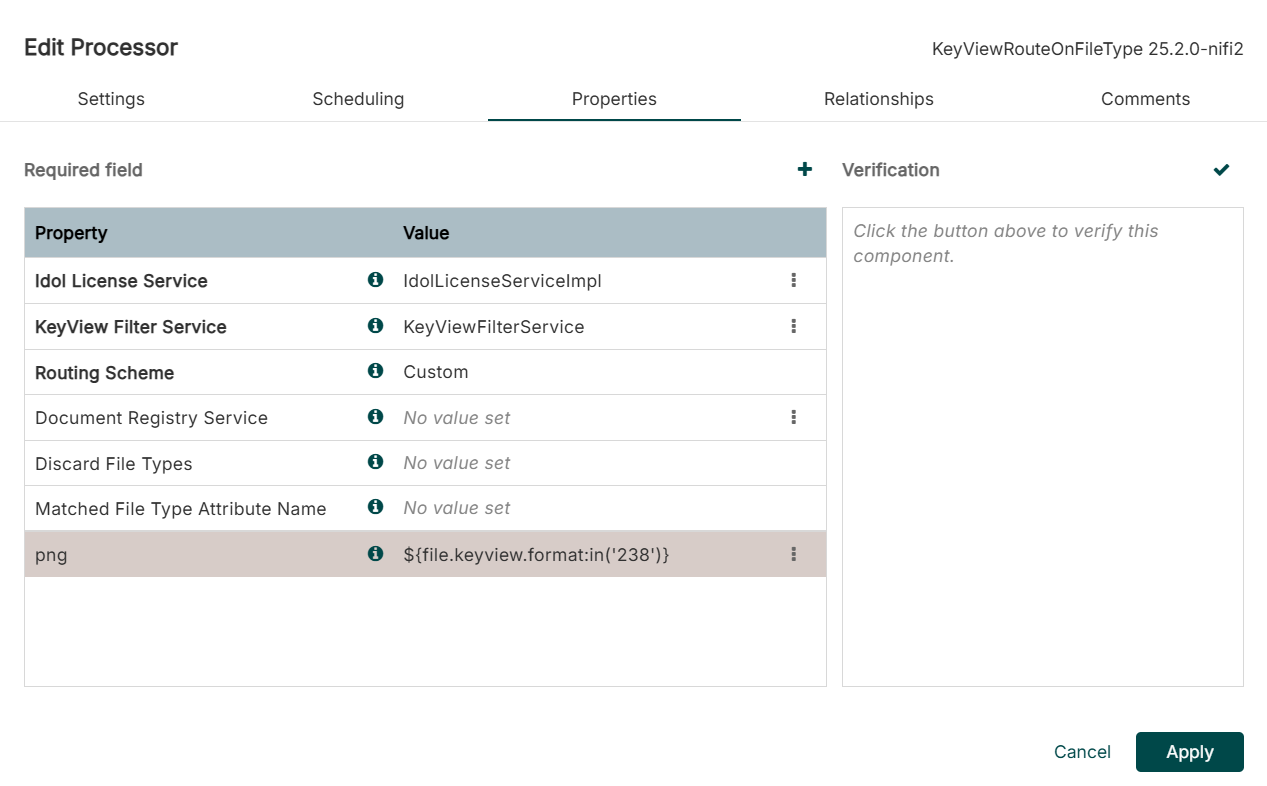 Edit Processor
KeyViewRouteOnFileType 25.2.0-nifi2
Settings Scheduling Properties Relationships Comments
Required field
Verification
Property Value
Idol License Service IdolLicenseServiceImpl
KeyView Filter Service KeyViewFilterService
Routing Scheme Custom
Document Registry Service No value set
Discard File Types No value set
Matched File Type Attribute Name No value set
png ${file.keyview.format:in('238')}
Click the button above to verify this
component.
Cancel Apply